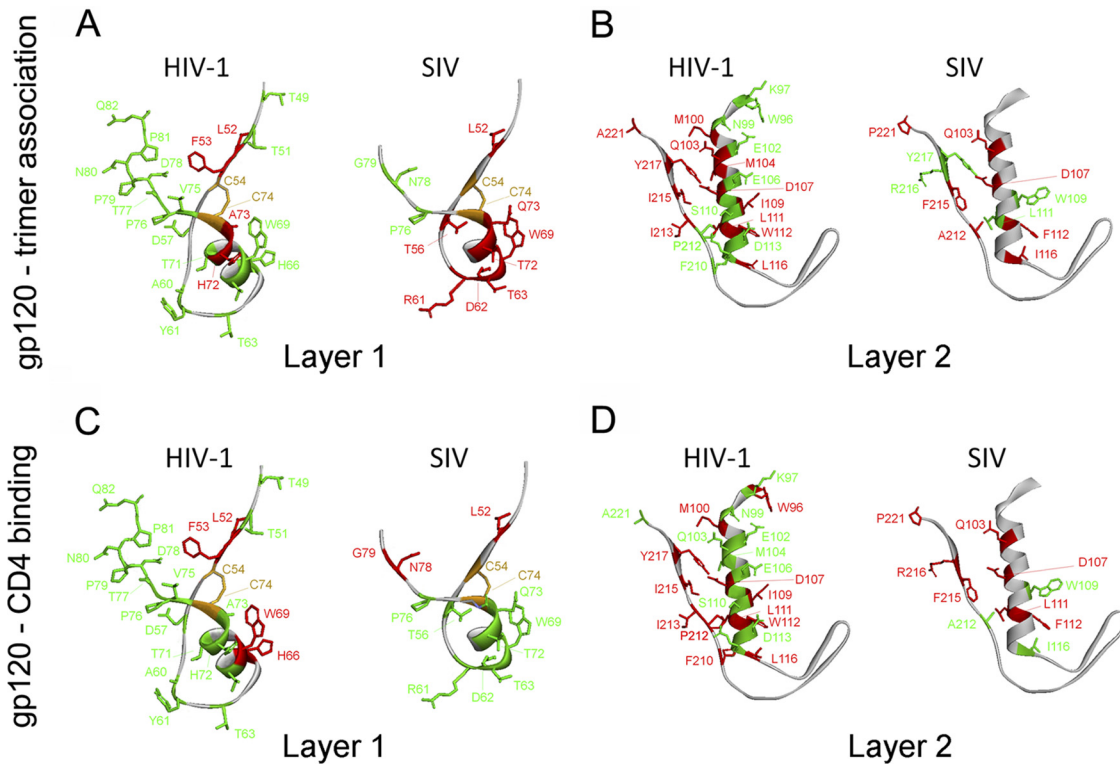 A
B
HIV-1
SIV
HIV-1
SIV
gp120 - trimer association
Q82
T49
P81
F53
L52
T51
N80
D78
V75
C54
C74
P79
T77
P76
A73
W69
D57
T71
H72
H66
A60
Y61
T63
L52
G79
N78
C54
C74
P76
Q73
T56
W69
T72
R61
D62
T63
K97
A221
M100
N99
W96
Q103
E102
Y217
M104
E106
D107
I215
I109
S110
L111
I213
W112
P212
D113
F210
L116
P221
Q103
Y217
D107
R216
W109
F215
L111
A212
F112
I116
Layer 1
Layer 2
C
D
HIV-1
SIV
HIV-1
SIV
gp120 - CD4 binding
Q82
T49
P81
F53
L52
T51
N80
D78
V75
C54
C74
P79
T77
P76
A73
W69
D57
T71
H72
H66
A60
Y61
T63
L52
G79
N78
C54
C74
P76
Q73
T56
W69
T72
R61
D62
T63
K97
A221
M100
N99
W96
Q103
E102
Y217
M104
E106
D107
I215
I109
S110
L111
I213
W112
P212
D113
F210
L116
P221
Q103
D107
R216
W109
F215
L111
A212
F112
I116
Layer 1
Layer 2